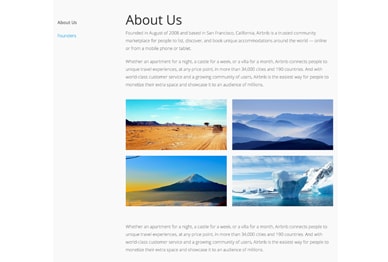 About Us
Founders
About Us
Founded in August of 2008 and based in San Francisco, California, Airbnb is a trusted community
marketplace for people to list, discover, and book unique accommodations around the world — online
or from a mobile phone or tablet.
Whether an apartment for a night, a castle for a week, or a villa for a month, Airbnb connects people to
unique travel experiences, at any price point, in more than 34,000 cities and 190 countries. And with
world-class customer service and a growing community of users, Airbnb is the easiest way for people to
monetize their extra space and showcase it to an audience of millions.
Whether an apartment for a night, a castle for a week, or a villa for a month, Airbnb connects people to
unique travel experiences, at any price point, in more than 34,000 cities and 190 countries. And with
world-class customer service and a growing community of users, Airbnb is the easiest way for people to
monetize their extra space and showcase it to an audience of millions.